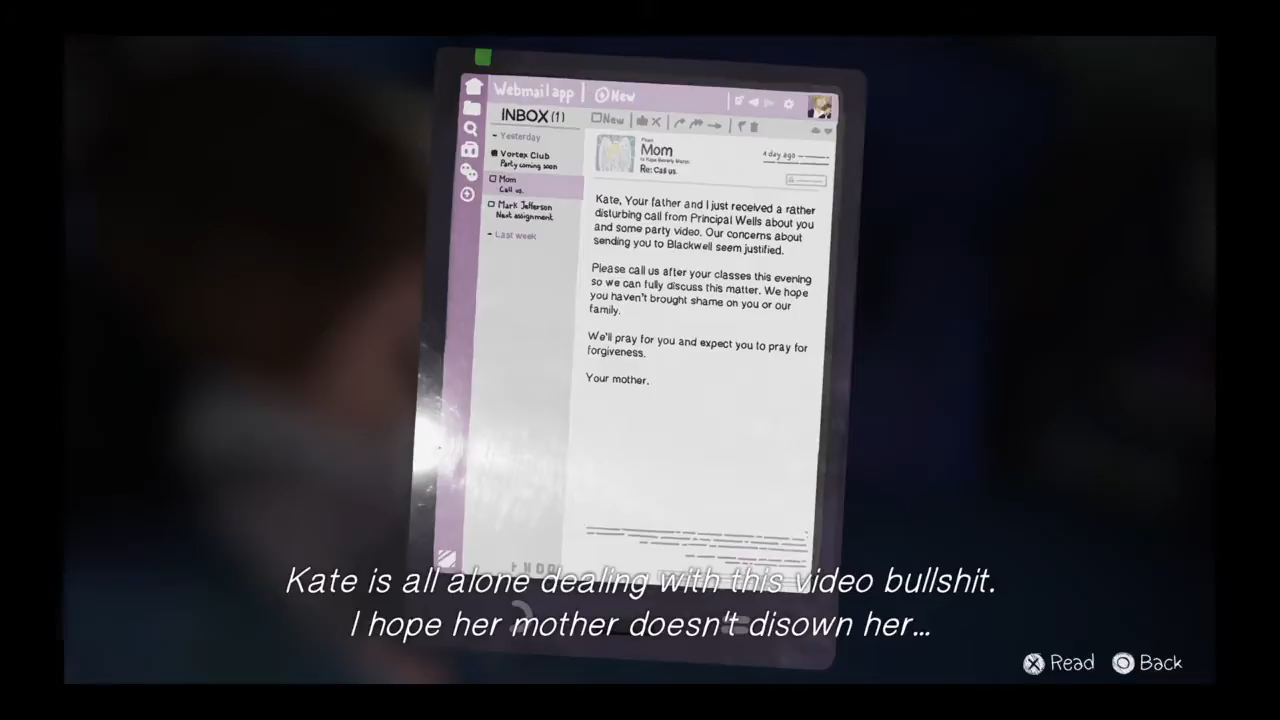 Webmail app
New
INBOX (1)
New
Yesterday
Vortex Club
Party coming soon
Mom
Call us.
Mark Jefferson
Next assignment
Last week
From
Mom
to Kate Beverly Marsh
Re: Call us.
A day ago
Kate, Your father and I just received a rather
disturbing call from Principal Wells about you
and some party video. Our concerns about
sending you to Blackwell seem justified.
Please call us after your classes this evening
so we can fully discuss this matter. We hope
you haven't brought shame on you or our
family.
We'll pray for you and expect you to pray for
forgiveness.
Your mother.
Kate is all alone dealing with this video bullshit.
I hope her mother doesn't disown her...
Read
Back